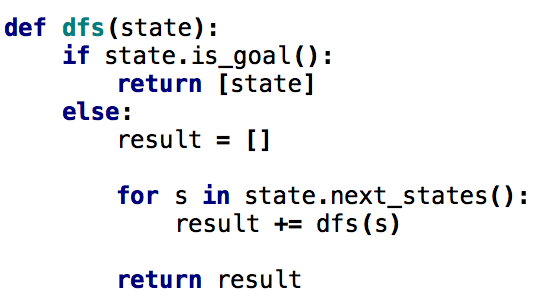 def dfs(state):
    if state.is_goal():
        return [state]
    else:
        result = []
        for s in state.next_states():
            result += dfs(s)
        return result